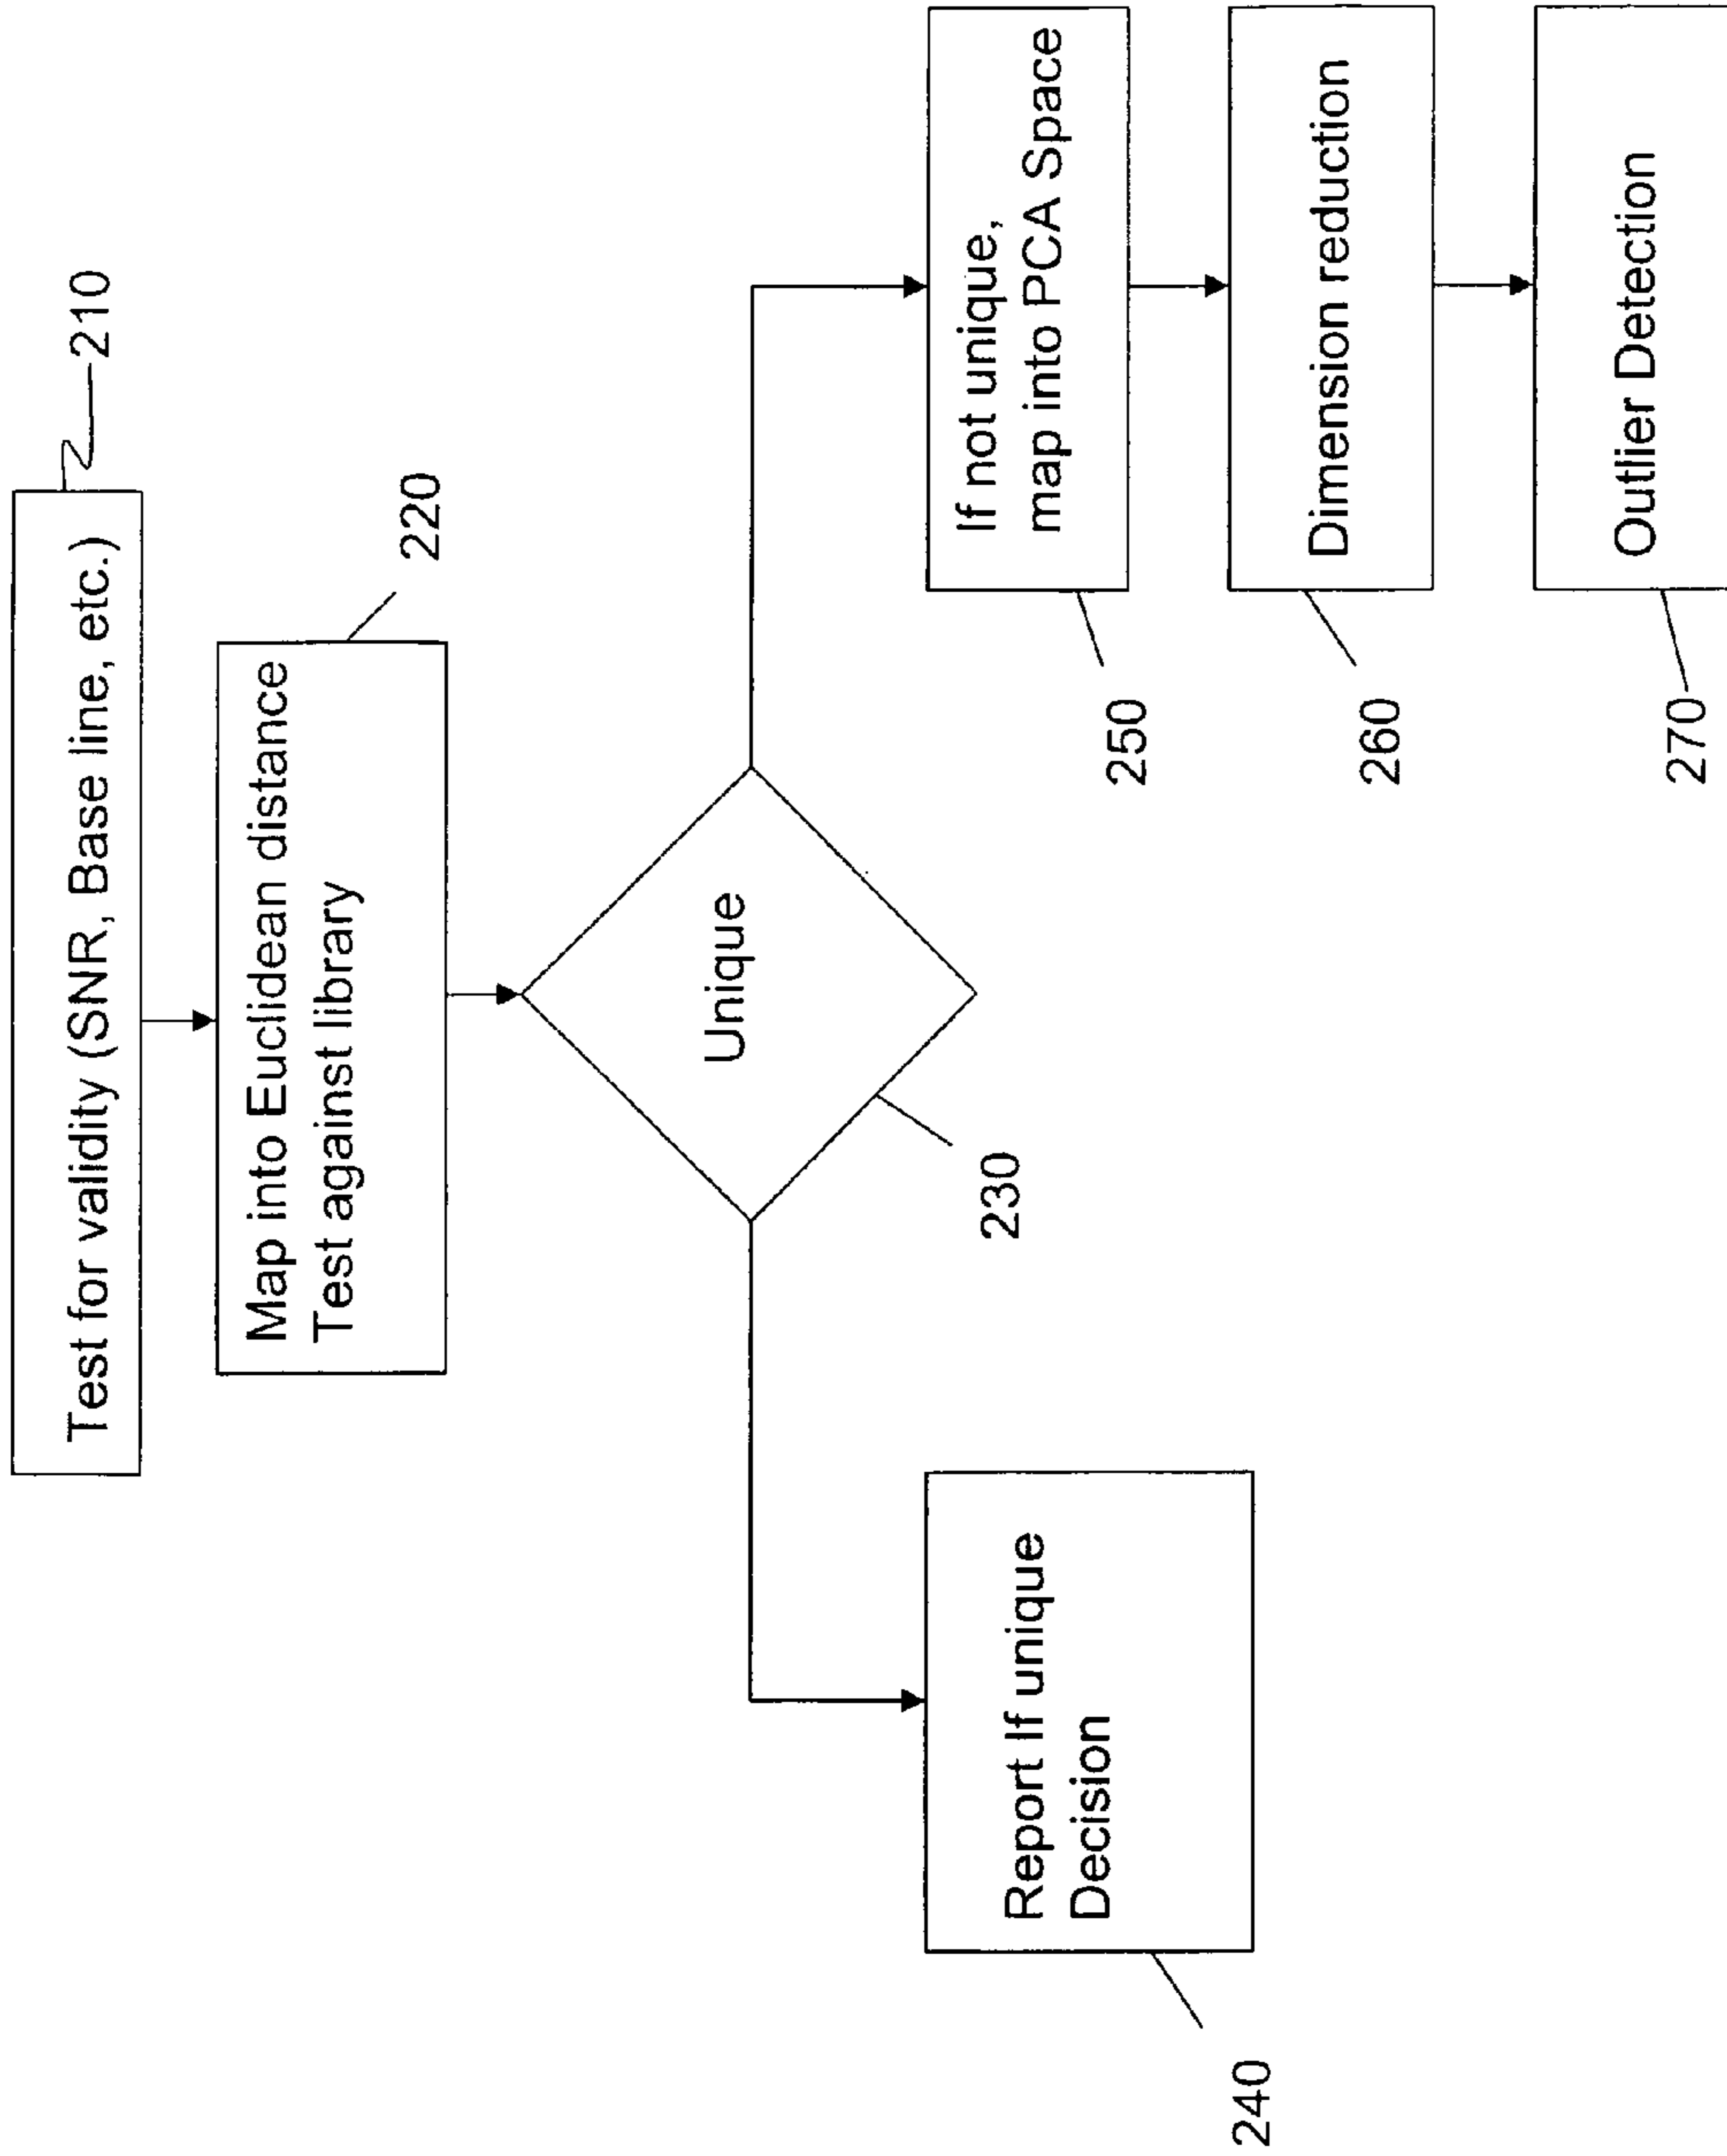 Test for validity (SNR, Base line, etc.)
210
Map into Euclidean distance
Test against library
220
Unique
230
Report If unique
Decision
240
If not unique,
map into PCA Space
250
Dimension reduction
260
Outlier Detection
270